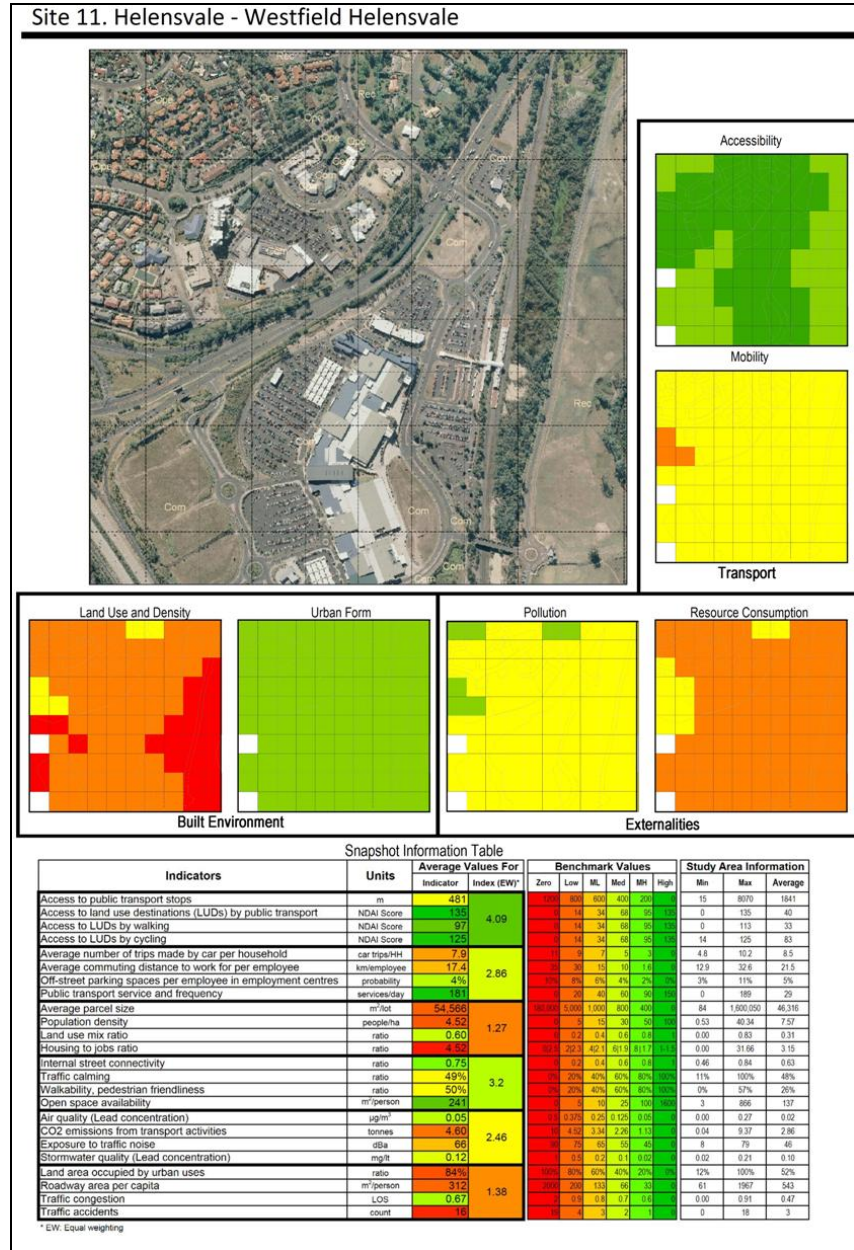 Site 11. Helensvale - Westfield Helensvale
Ope
Ope
Ope
Rec
Com
Com
Com
Rec
Com
Com
Com
Com
Com
Accessibility
Mobility
Transport
Land Use and Density
Urban Form
Pollution
Resource Consumption
Built Environment
Externalities
Snapshot Information Table
Indicators Units Average Values For Benchmark Values Study Area Information
Indicator Index (EW)* Zero Low ML Med MH High Min Max Average
Access to public transport stops m 481 4.09 1200 800 600 400 200 0 15 8070 1841
Access to land use destinations (LUDs) by public transport NDAI Score 135 0 14 34 68 95 135 0 135 40
Access to LUDs by walking NDAI Score 97 0 14 34 68 95 135 0 113 33
Access to LUDs by cycling NDAI Score 125 0 14 34 68 95 135 14 125 83
Average number of trips made by car per household car trips/HH 7.9 2.86 11 9 7 5 3 0 4.8 10.2 8.5
Average commuting distance to work for per employee km/employee 17.4 30 15 10 1.6 0 12.9 32.6 21.5
Off-street parking spaces per employee in employment centres probability 4% 8% 6% 4% 2% 0% 3% 11% 5%
Public transport service and frequency services/day 181 0 20 40 60 90 150 0 189 29
Average parcel size m²/lot 54,566 1.27 5,000 1,000 800 400 0 84 1,600,050 46,316
Population density people/ha 4.52 0 5 15 30 50 100 0.53 40.34 7.57
Land use mix ratio ratio 0.60 0 0.2 0.4 0.6 0.8 1 0.00 0.83 0.31
Housing to jobs ratio ratio 4.52 0.00 31.66 3.15
Internal street connectivity ratio 0.75 3.2 0 0.2 0.4 0.6 0.8 1 0.46 0.84 0.63
Traffic calming ratio 49% 0% 20% 40% 60% 80% 100% 11% 100% 48%
Walkability, pedestrian friendliness ratio 50% 0% 20% 40% 60% 80% 100% 0% 57% 26%
Open space availability m²/person 241 0 5 10 25 100 1600 3 866 137
Air quality (Lead concentration) µg/m³ 0.05 2.46 0.5 0.375 0.25 0.125 0.05 0 0.00 0.27 0.02
CO2 emissions from transport activities tonnes 4.60 10 4.52 3.34 2.26 1.13 0 0.04 9.37 2.86
Exposure to traffic noise dBa 66 90 75 65 55 45 0 8 79 46
Stormwater quality (Lead concentration) mg/lt 0.12 1 0.5 0.2 0.1 0.02 0 0.02 0.21 0.10
Land area occupied by urban uses ratio 84% 1.38 100% 80% 60% 40% 20% 0% 12% 100% 52%
Roadway area per capita m²/person 312 2000 200 133 66 33 0 61 1967 543
Traffic congestion LOS 0.67 2 0.9 0.8 0.7 0.6 0 0.00 0.91 0.47
Traffic accidents count 16 4 3 2 1 0 0 18 3
* EW: Equal weighting